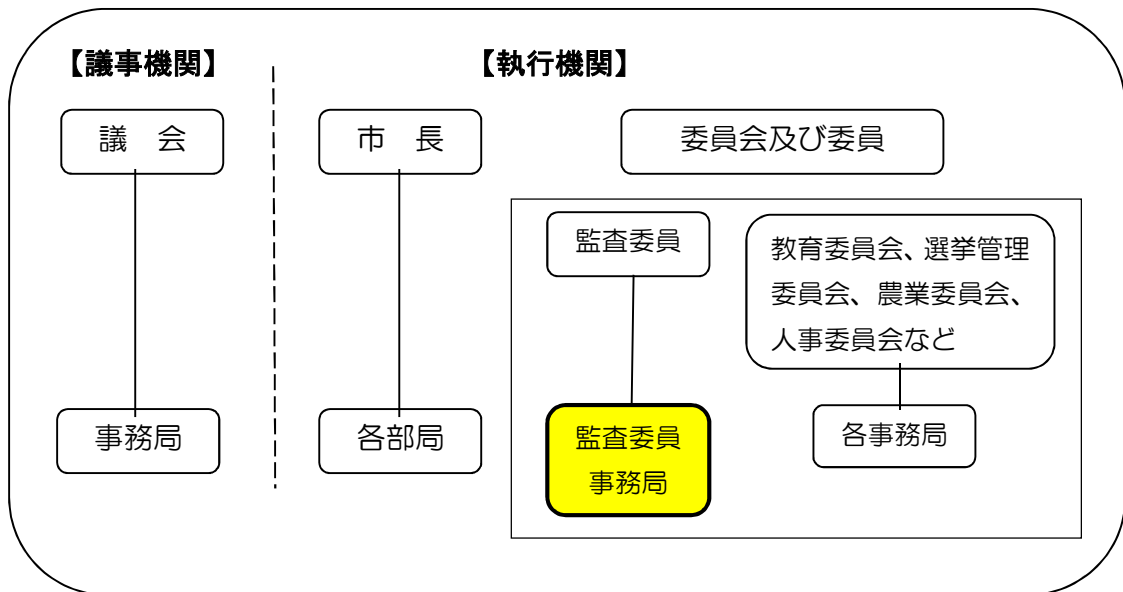 【議事機関】
【執行機関】
議　会
市　長
委員会及び委員
監査委員
教育委員会、選挙管理
委員会、農業委員会、
人事委員会など
事務局
各部局
監査委員
事務局
各事務局